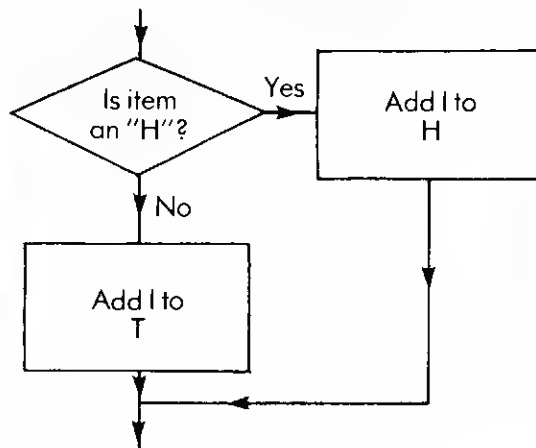 Is item
an "H"?
Yes
Add 1 to
H
No
Add 1 to
T